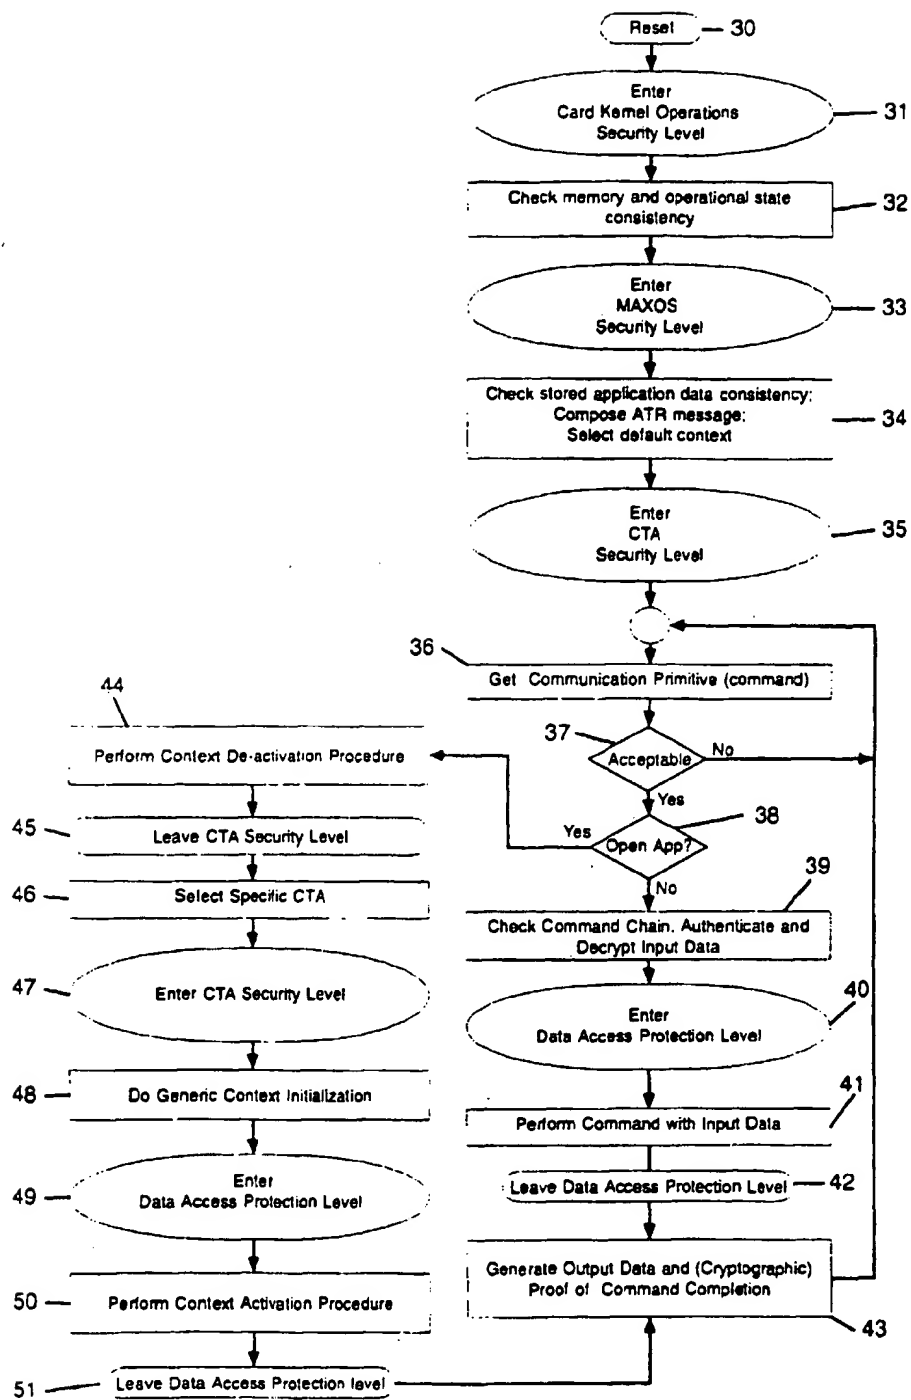 Reset
30
Enter
Card Kernel Operations
Security Level
31
Check memory and operational state
consistency
32
Enter
MAXOS
Security Level
33
Check stored application data consistency;
Compose ATR message;
Select default context
34
Enter
CTA
Security Level
35
36
Get Communication Primitive (command)
37
Acceptable
No
Yes
38
Open App?
Yes
No
39
Check Command Chain, Authenticate and
Decrypt Input Data
40
Enter
Data Access Protection Level
41
Perform Command with Input Data
Leave Data Access Protection Level
42
Generate Output Data and (Cryptographic)
Proof of Command Completion
43
44
Perform Context De-activation Procedure
45
Leave CTA Security Level
46
Select Specific CTA
47
Enter CTA Security Level
48
Do Generic Context Initialization
49
Enter
Data Access Protection Level
50
Perform Context Activation Procedure
51
Leave Data Access Protection level